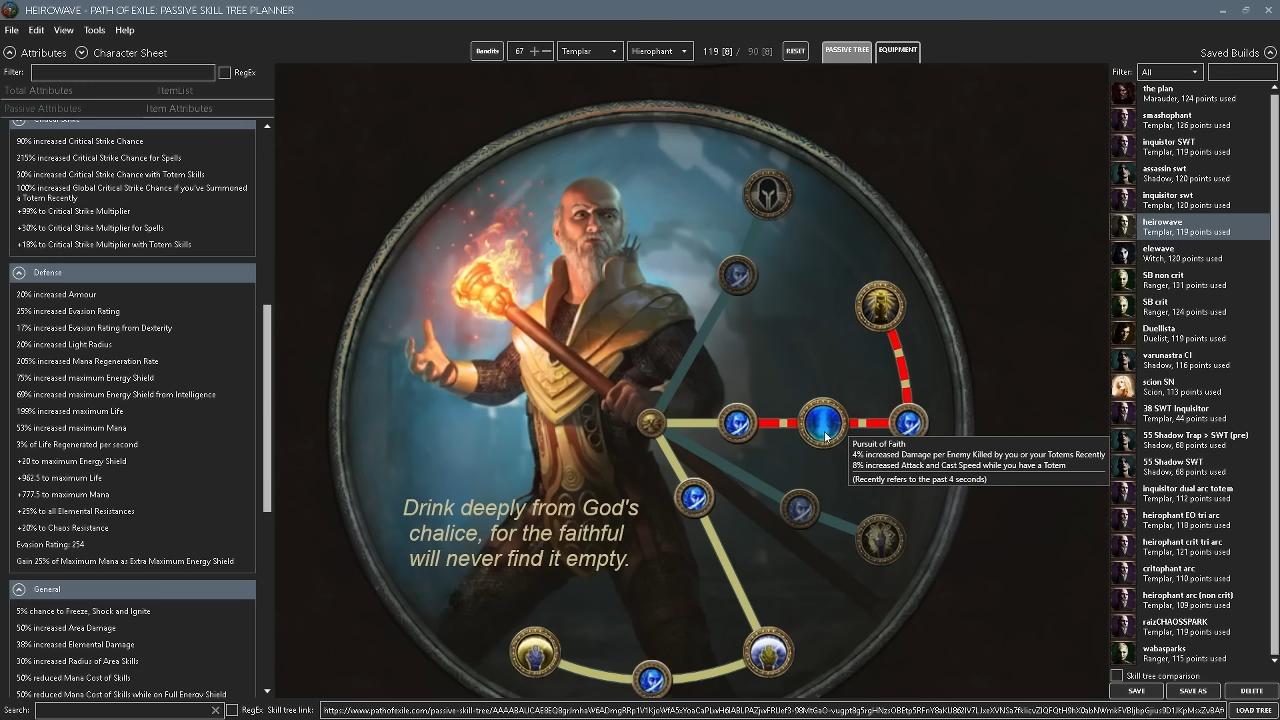 HEIROWAVE - PATH OF EXILE: PASSIVE SKILL TREE PLANNER
File Edit View Tools Help
Attributes Character Sheet
Bandits 67 Templar Hierophant 119 [8] / 90 [8] RESET PASSIVE TREE EQUIPMENT
Saved Builds
Filter: RegEx
Total Attributes ItemList
Passive Attributes Item Attributes
Critical Strike
90% increased Critical Strike Chance
215% increased Critical Strike Chance for Spells
30% increased Critical Strike Chance with Totem Skills
100% increased Global Critical Strike Chance if you've Summoned
a Totem Recently
+99% to Critical Strike Multiplier
+30% to Critical Strike Multiplier for Spells
+18% to Critical Strike Multiplier with Totem Skills
Defense
20% increased Armour
25% increased Evasion Rating
17% increased Evasion Rating from Dexterity
20% increased Light Radius
205% increased Mana Regeneration Rate
75% increased maximum Energy Shield
69% increased maximum Energy Shield from Intelligence
199% increased maximum Life
53% increased maximum Mana
3% of Life Regenerated per second
+20 to maximum Energy Shield
+982.5 to maximum Life
+777.5 to maximum Mana
+25% to all Elemental Resistances
+20% to Chaos Resistance
Evasion Rating: 254
Gain 25% of Maximum Mana as Extra Maximum Energy Shield
General
5% chance to Freeze, Shock and Ignite
50% increased Area Damage
38% increased Elemental Damage
30% increased Radius of Area Skills
50% reduced Mana Cost of Skills
50% reduced Mana Cost of Skills while on Full Energy Shield
Drink deeply from God's
chalice, for the faithful
will never find it empty.
Pursuit of Faith
4% increased Damage per Enemy Killed by you or your Totems Recently
8% increased Attack and Cast Speed while you have a Totem
(Recently refers to the past 4 seconds)
Filter: All
the plan
Marauder, 124 points used
smashophant
Templar, 126 points used
inquistor SWT
Templar, 119 points used
assassin swt
Shadow, 120 points used
inquisitor swt
Templar, 120 points used
heirowave
Templar, 119 points used
elewave
Witch, 120 points used
SB non crit
Ranger, 131 points used
SB crit
Ranger, 124 points used
Duellista
Duelist, 119 points used
varunastra CI
Shadow, 116 points used
scion SN
Scion, 113 points used
38 SWT Inquisitor
Templar, 44 points used
55 Shadow Trap > SWT (pre)
Shadow, 68 points used
55 Shadow SWT
Shadow, 68 points used
inquisitor dual arc totem
Templar, 112 points used
heirophant EO tri arc
Templar, 118 points used
heirophant crit tri arc
Templar, 121 points used
critophant arc
Templar, 110 points used
heirophant arc (non crit)
Templar, 109 points used
raizCHAOSSPARK
Templar, 119 points used
wabasparks
Ranger, 115 points used
Skill tree comparison
SAVE SAVE AS DELETE
Search: RegEx Skill tree link: LOAD TREE